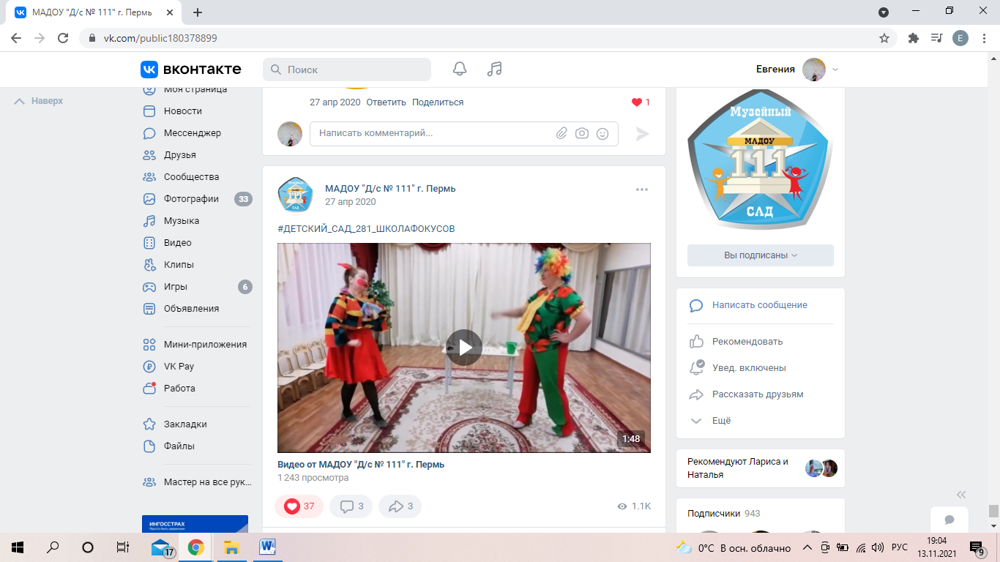 МАДОУ "Д/с № 111" г. Пермь
vk.com/public180378899
E
вконтакте
Поиск
Евгения
Наверх
Моя страница
Новости
Мессенджер
Друзья
Сообщества
Фотографии 33
Музыка
Видео
Клипы
Игры 6
Объявления
Мини-приложения
VK Pay
Работа
Закладки
Файлы
Мастер на все рук...
ИНГОССТРАХ
27 апр 2020 Ответить Поделиться 1
Написать комментарий...
МАДОУ "Д/с № 111" г. Пермь
27 апр 2020
#ДЕТСКИЙ_САД_281_ШКОЛАФОКУСОВ
1:48
Видео от МАДОУ "Д/с № 111" г. Пермь
1 243 просмотра
37 3 3 1.1K
Музейный
МАДОУ
111
САД
Вы подписаны
Написать сообщение
Рекомендовать
Увед. включены
Рассказать друзьям
Ещё
Рекомендуют Лариса и
Наталья
Подписчики 943
17
0°C В осн. облачно
РУС
19:04
13.11.2021
9